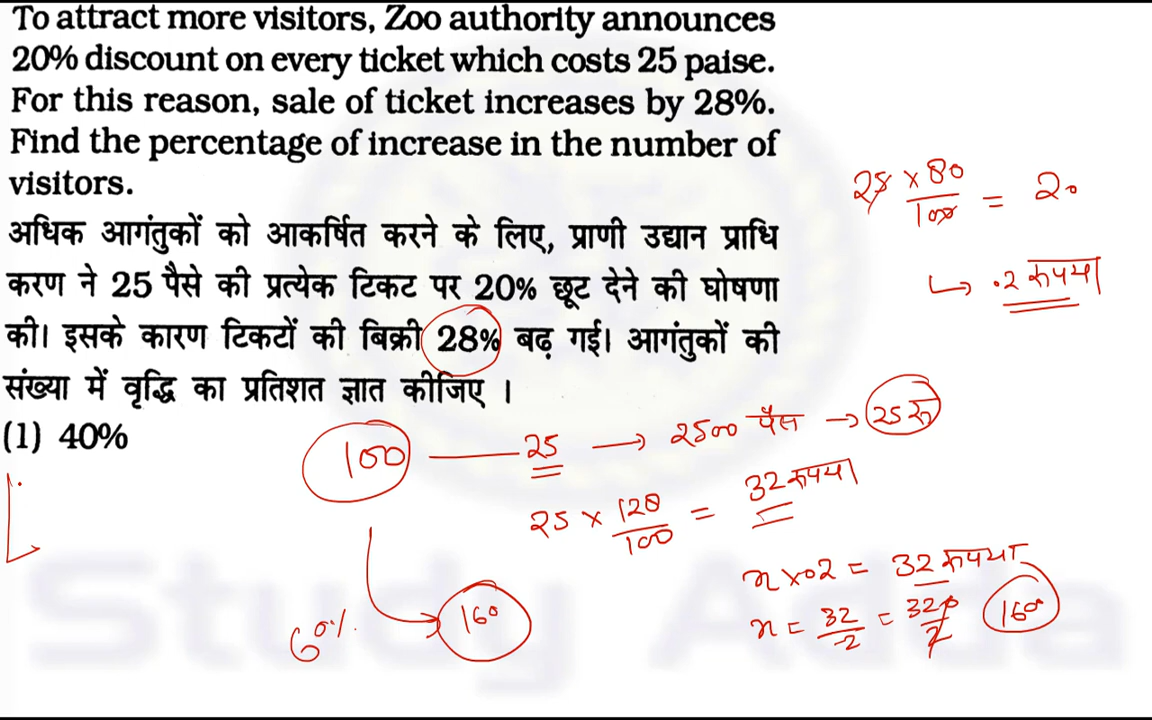 To attract more visitors, Zoo authority announces
20% discount on every ticket which costs 25 paise.
For this reason, sale of ticket increases by 28%.
Find the percentage of increase in the number of
visitors.
अधिक आगंतुकों को आकर्षित करने के लिए, प्राणी उद्यान प्राधि
करण ने 25 पैसे की प्रत्येक टिकट पर 20% छूट देने की घोषणा
की। इसके कारण टिकटों की बिक्री 28% बढ़ गई। आगंतुकों की
संख्या में वृद्धि का प्रतिशत ज्ञात कीजिए ।
(1) 40%
25 × 80/100 = 20
↳ .2 रुपया
100 — 25 → 2500 पैसे → 25 रू
25 × 128/100 = 32 रुपया
n × 0.2 = 32 रुपया
n = 32/.2 = 320/2 160
160
60%
Study Adda